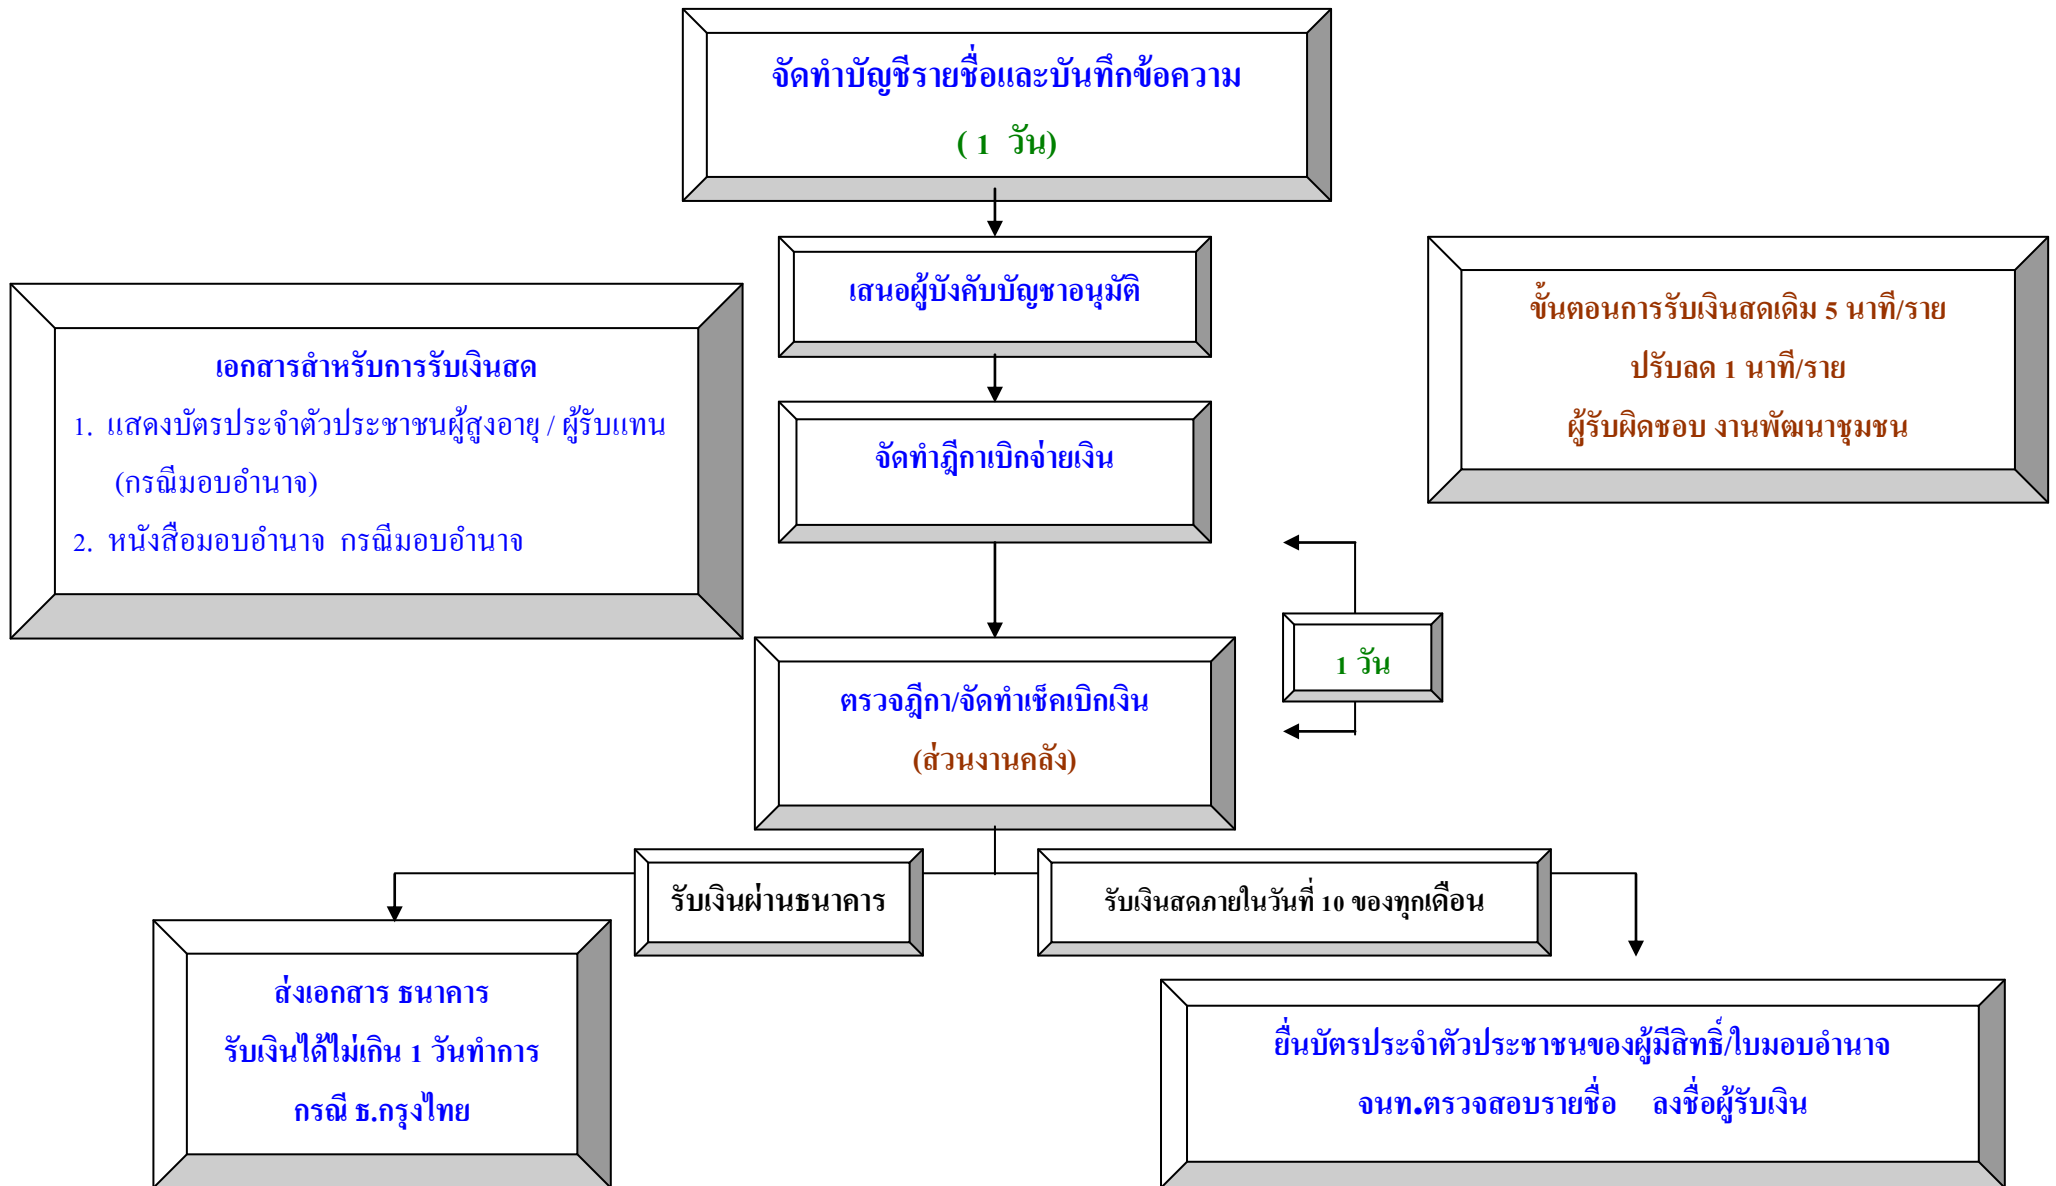 จัดทำบัญชีรายชื่อและบันทึกข้อความ
( 1 วัน)
เสนอผู้บังคับบัญชาอนุมัติ
ขั้นตอนการรับเงินสดเดิม 5 นาที/ราย
ปรับลด 1 นาที/ราย
ผู้รับผิดชอบ งานพัฒนาชุมชน
เอกสารสำหรับการรับเงินสด
1. แสดงบัตรประจำตัวประชาชนผู้สูงอายุ / ผู้รับแทน
(กรณีมอบอำนาจ)
2. หนังสือมอบอำนาจ กรณีมอบอำนาจ
จัดทำฎีกาเบิกจ่ายเงิน
1 วัน
ตรวจฎีกา/จัดทำเช็คเบิกเงิน
(ส่วนงานคลัง)
รับเงินผ่านธนาคาร
รับเงินสดภายในวันที่ 10 ของทุกเดือน
ส่งเอกสาร ธนาคาร
รับเงินได้ไม่เกิน 1 วันทำการ
กรณี ธ.กรุงไทย
ยื่นบัตรประจำตัวประชาชนของผู้มีสิทธิ์/ใบมอบอำนาจ
จนท.ตรวจสอบรายชื่อ ลงชื่อผู้รับเงิน